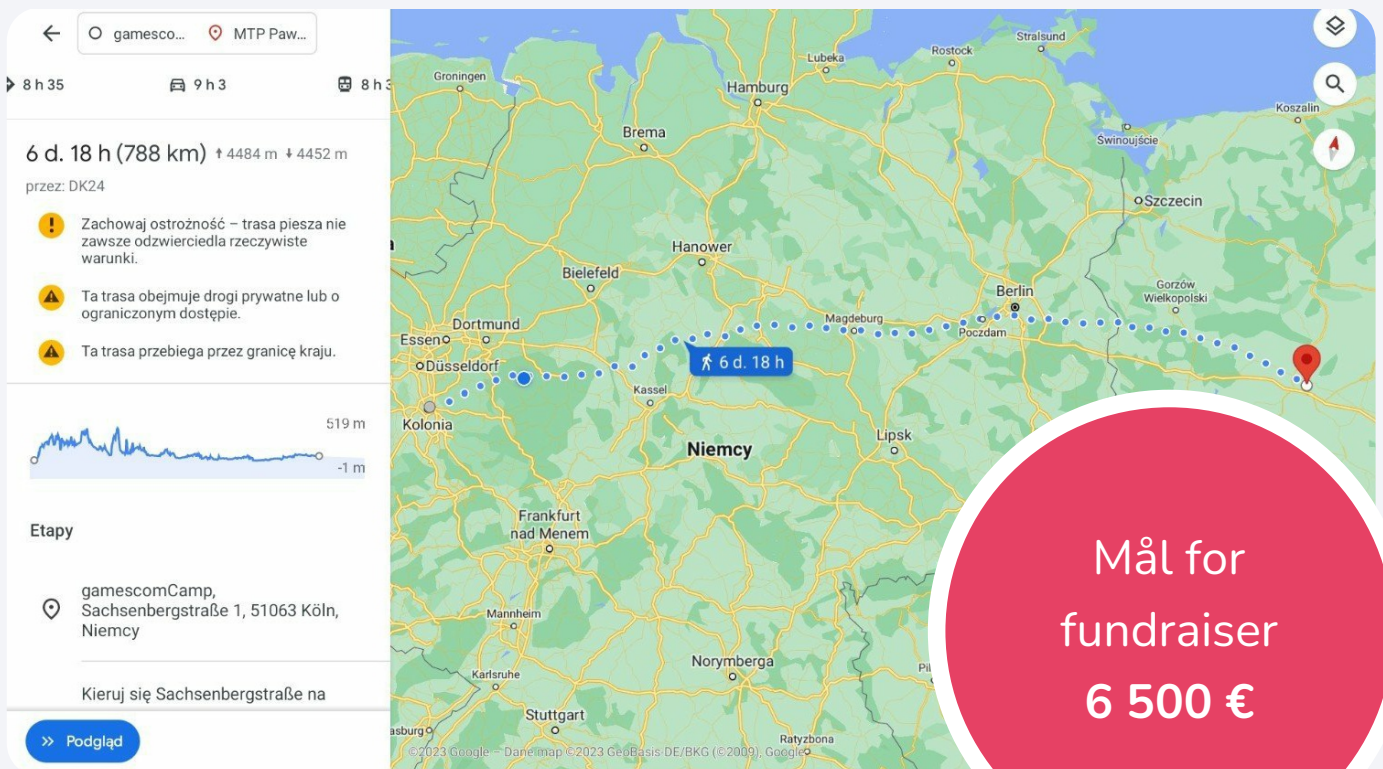 gamesco... MTP Paw...
8 h 35 9 h 3 8 h 3
6 d. 18 h (788 km) 4484 m 4452 m
przez: DK24
Zachowaj ostrożność – trasa piesza nie
zawsze odzwierciedla rzeczywiste
warunki.
Ta trasa obejmuje drogi prywatne lub o
ograniczonym dostępie.
Ta trasa przebiega przez granicę kraju.
519 m
-1 m
Etapy
gamescomCamp,
Sachsenbergstraße 1, 51063 Köln,
Niemcy
Kieruj się Sachsenbergstraße na
Podgląd
Stralsund
Rostock
Lubeka
Groningen
Hamburg
Koszalin
Brema
Świnoujście
Szczecin
Hanower
Bielefeld
Berlin
Gorzów
Wielkopolski
Magdeburg
Poczdam
Dortmund
Essen
Düsseldorf
6 d. 18 h
Kassel
Kolonia
Lipsk
Niemcy
Frankfurt
nad Menem
Mannheim
Norymberga
Karlsruhe
Stuttgart
Ratyzbona
asburg
©2023 Google – Dane map ©2023 GeoBasis DE/BKG (©2009), Google
Mål for
fundraiser
6 500 €